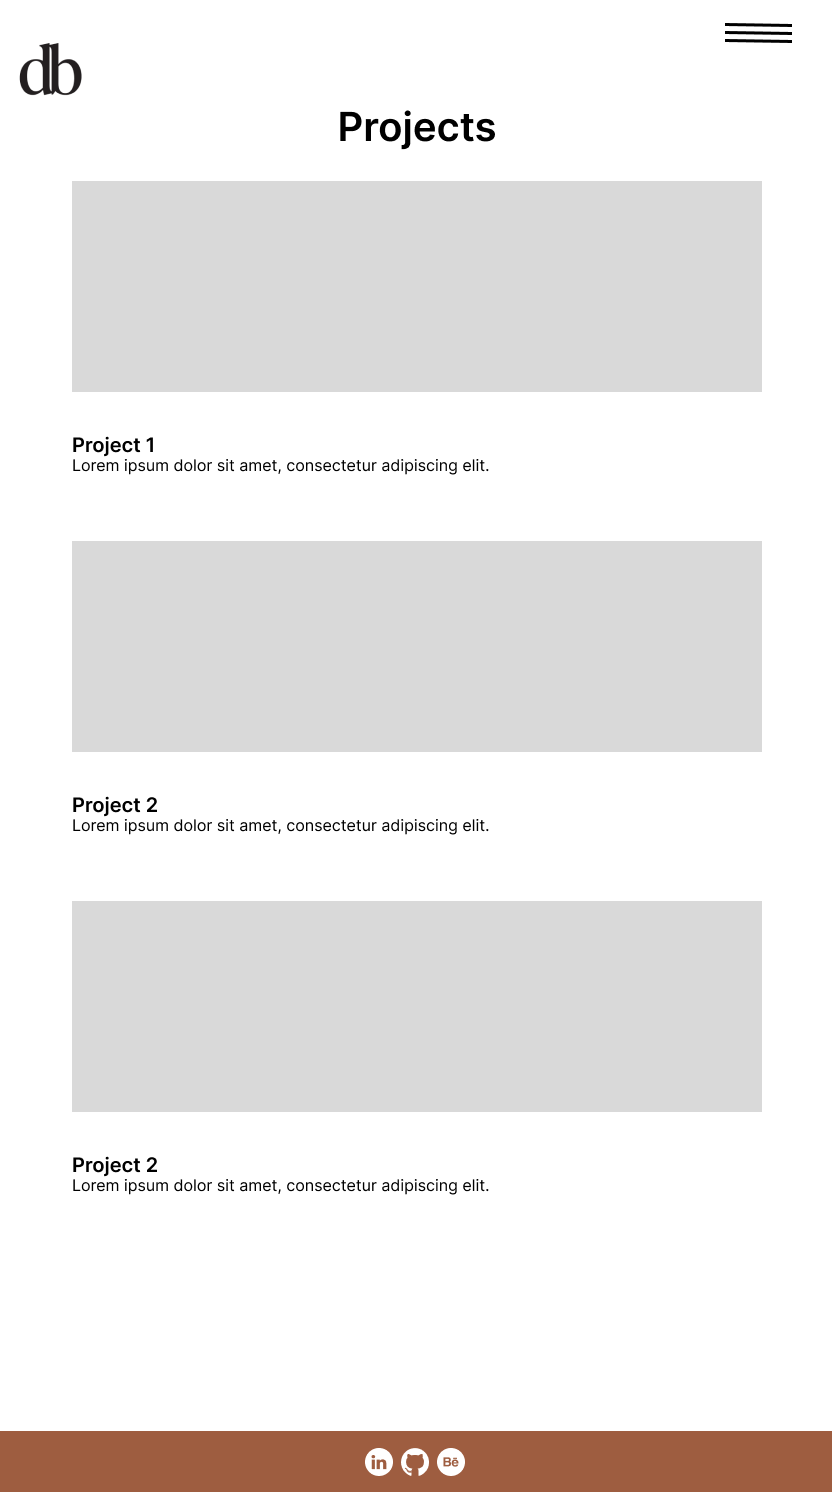 db
Projects
Project 1
Lorem ipsum dolor sit amet, consectetur adipiscing elit.
Project 2
Lorem ipsum dolor sit amet, consectetur adipiscing elit.
Project 2
Lorem ipsum dolor sit amet, consectetur adipiscing elit.
in Bē